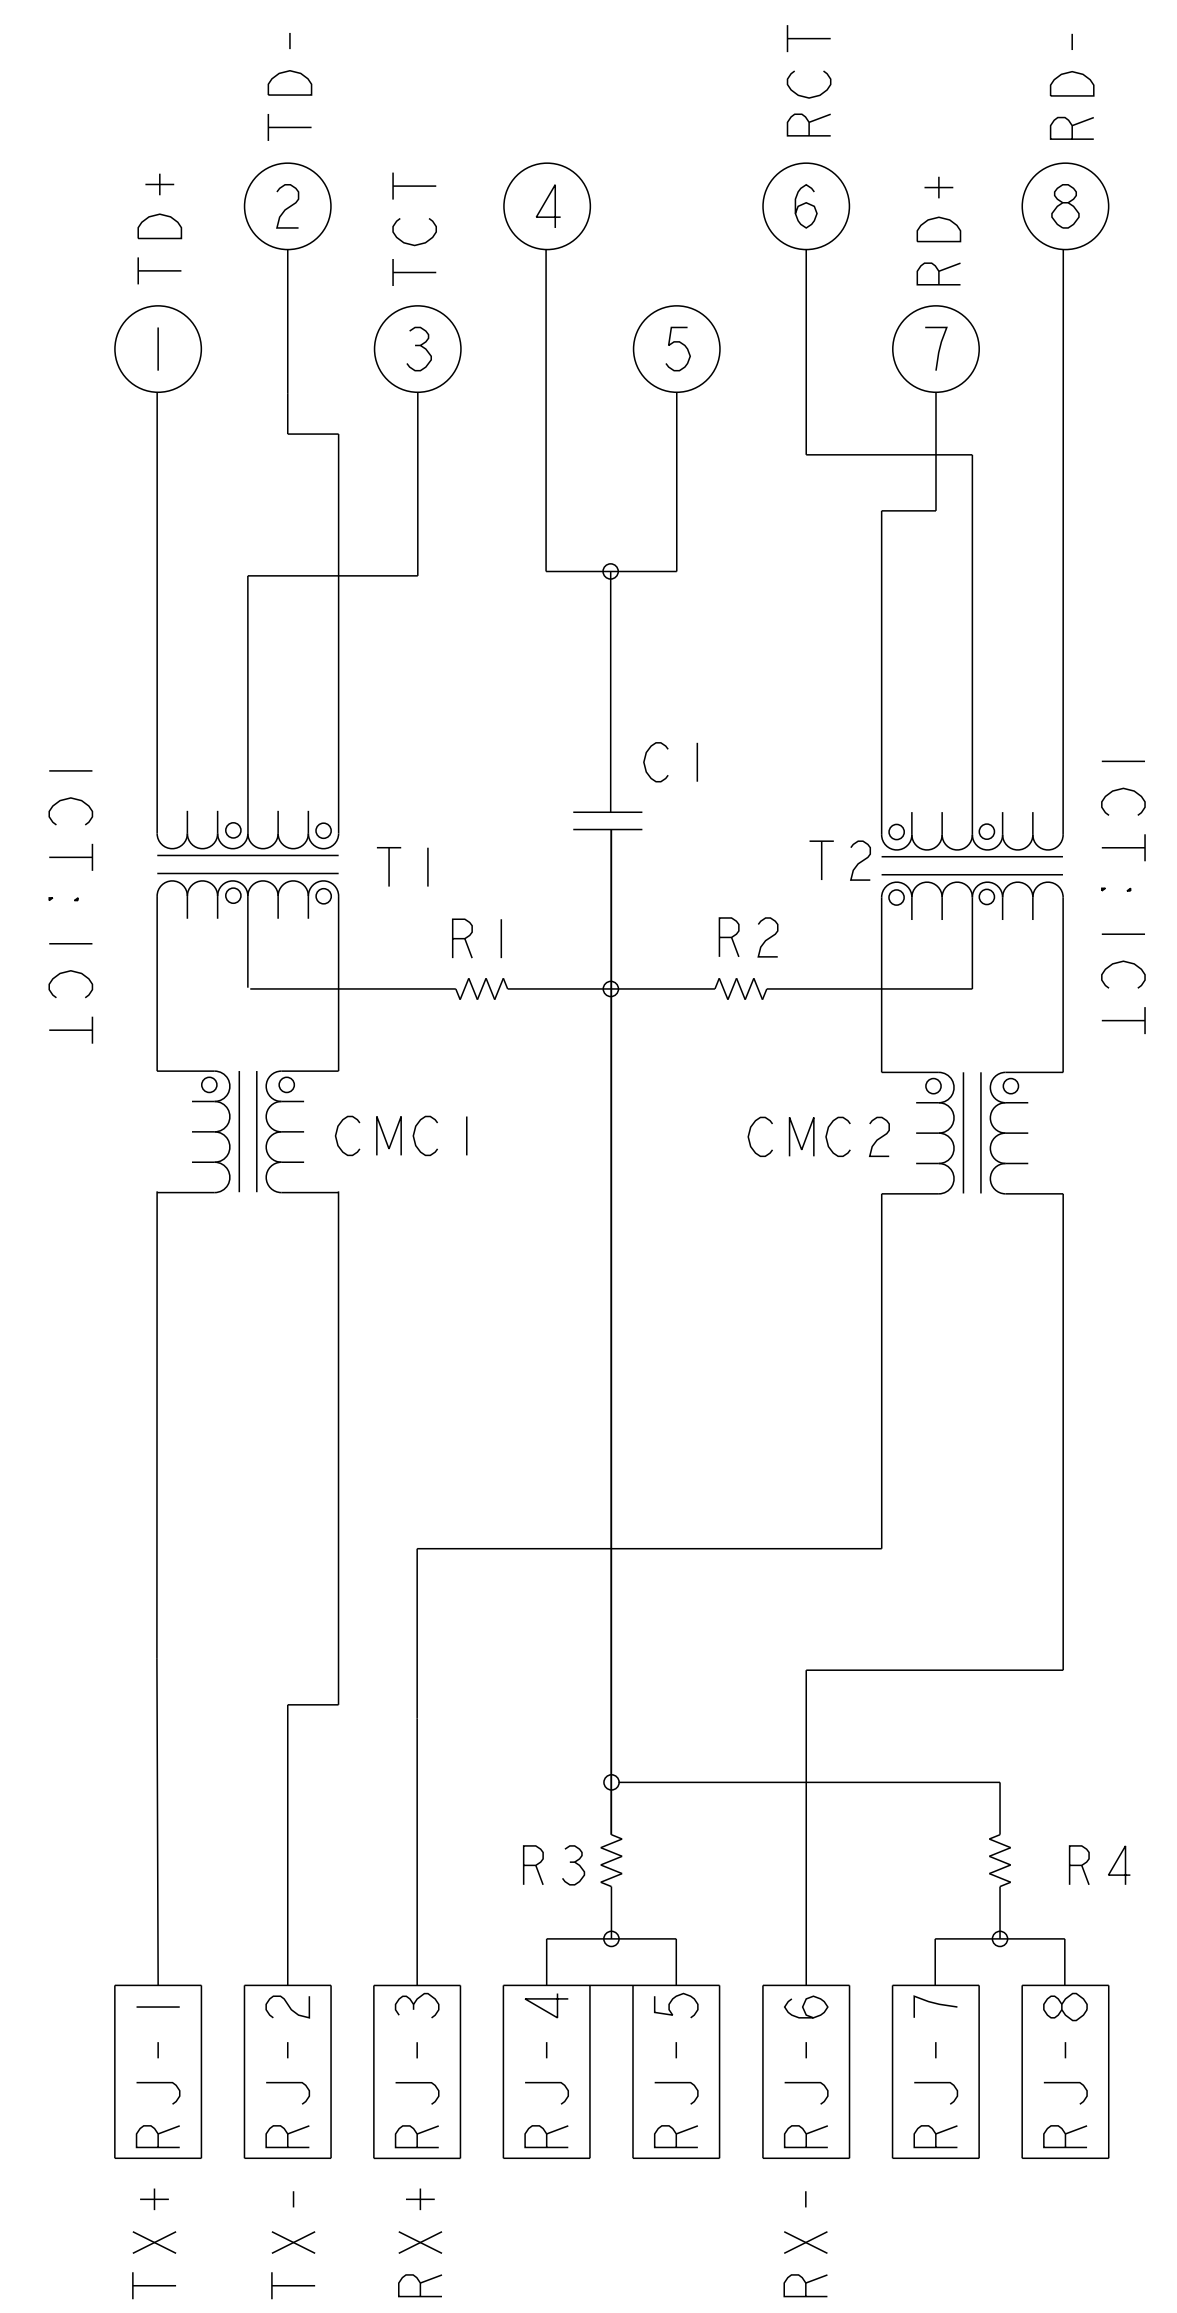 TD-
RCT
RD-
TD+
TCT
RD+
2
4
6
8
1
3
5
7
C1
1CT:1CT
T1
T2
1CT:1CT
R1
R2
CMC1
CMC2
R3
R4
RJ-1
RJ-2
RJ-3
RJ-4
RJ-5
RJ-6
RJ-7
RJ-8
TX+
TX-
RX+
RX-